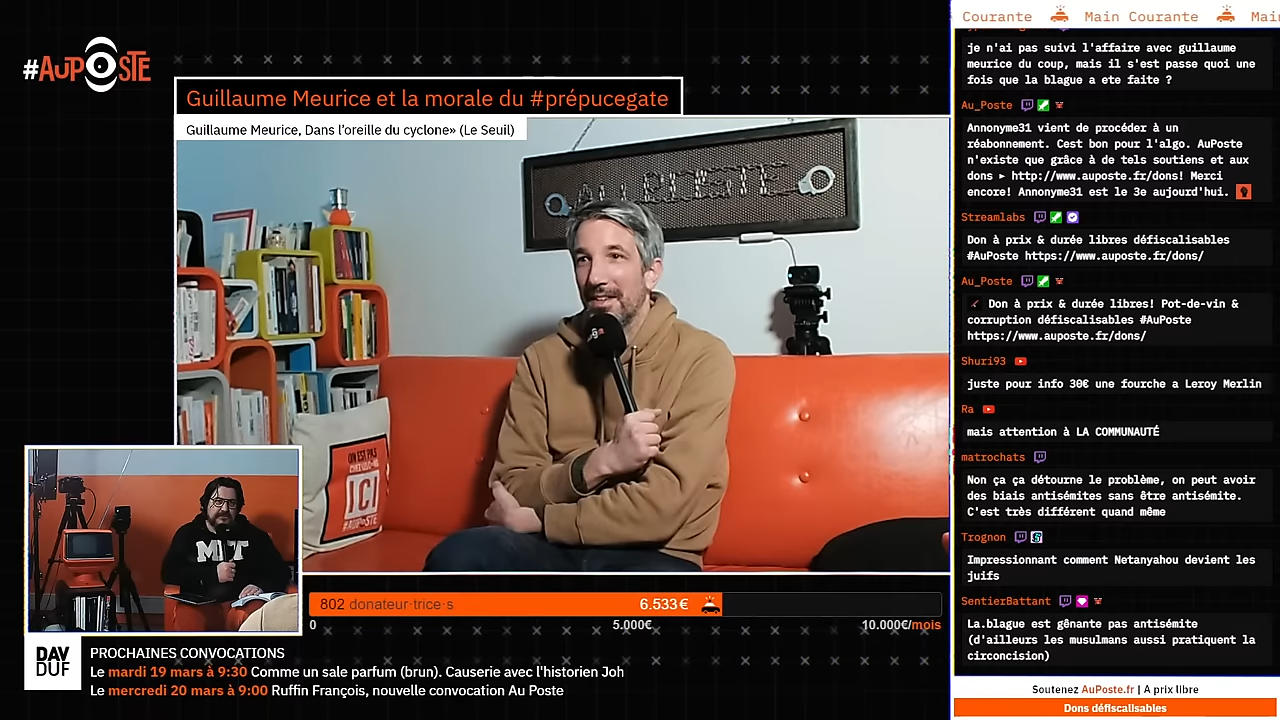 #AUPOSTE
Guillaume Meurice et la morale du #prépucegate
Guillaume Meurice, Dans l'oreille du cyclone» (Le Seuil)
AU POSTE
ICI
#AUPOSTE
MIT
802 donateur·trice·s 6.533€
0 5.000€ 10.000€/mois
DAV
DUF
PROCHAINES CONVOCATIONS
Le mardi 19 mars à 9:30 Comme un sale parfum (brun). Causerie avec l'historien Joh
Le mercredi 20 mars à 9:00 Ruffin François, nouvelle convocation Au Poste
Courante Main Courante Mai
je n'ai pas suivi l'affaire avec guillaume
meurice du coup, mais il s'est passe quoi une
fois que la blague a ete faite ?
Au_Poste
Annonyme31 vient de procéder à un
réabonnement. Cest bon pour l'algo. AuPoste
n'existe que grâce à de tels soutiens et aux
dons ► http://www.auposte.fr/dons! Merci
encore! Annonyme31 est le 3e aujourd'hui.
Streamlabs
Don à prix & durée libres défiscalisables
#AuPoste https://www.auposte.fr/dons/
Au_Poste
Don à prix & durée libres! Pot-de-vin &
corruption défiscalisables #AuPoste
https://www.auposte.fr/dons/
Shuri93
juste pour info 30€ une fourche a Leroy Merlin
Ra
mais attention à LA COMMUNAUTÉ
matrochats
Non ça ça détourne le problème, on peut avoir
des biais antisémites sans être antisémite.
C'est très différent quand même
Trognon
Impressionnant comment Netanyahou devient les
juifs
SentierBattant
La.blague est gênante pas antisémite
(d'ailleurs les musulmans aussi pratiquent la
circoncision)
Soutenez AuPoste.fr | A prix libre
Dons défiscalisables